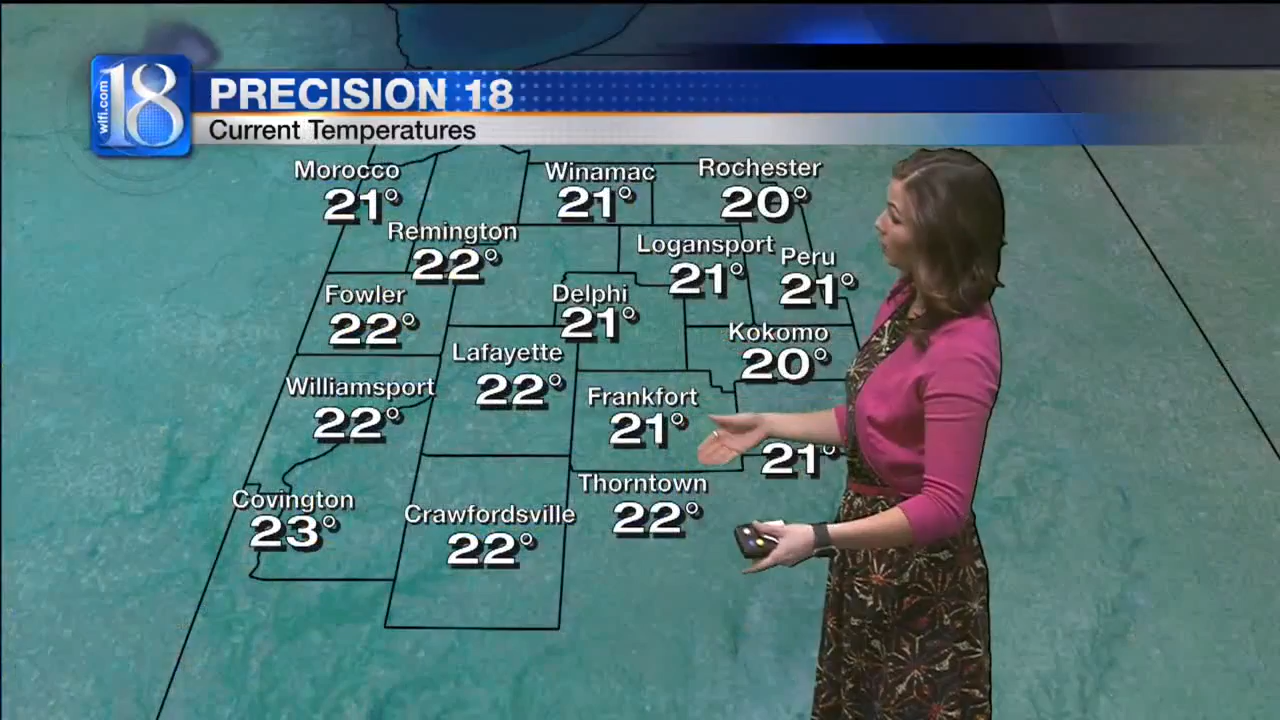 wlfi.com
18
PRECISION 18
Current Temperatures
Morocco
21°
Winamac
21°
Rochester
20°
Remington
22°
Logansport
21°
Peru
21°
Fowler
22°
Delphi
21°
Kokomo
20°
Lafayette
22°
Williamsport
22°
Frankfort
21°
21°
Thorntown
22°
Covington
23°
Crawfordsville
22°